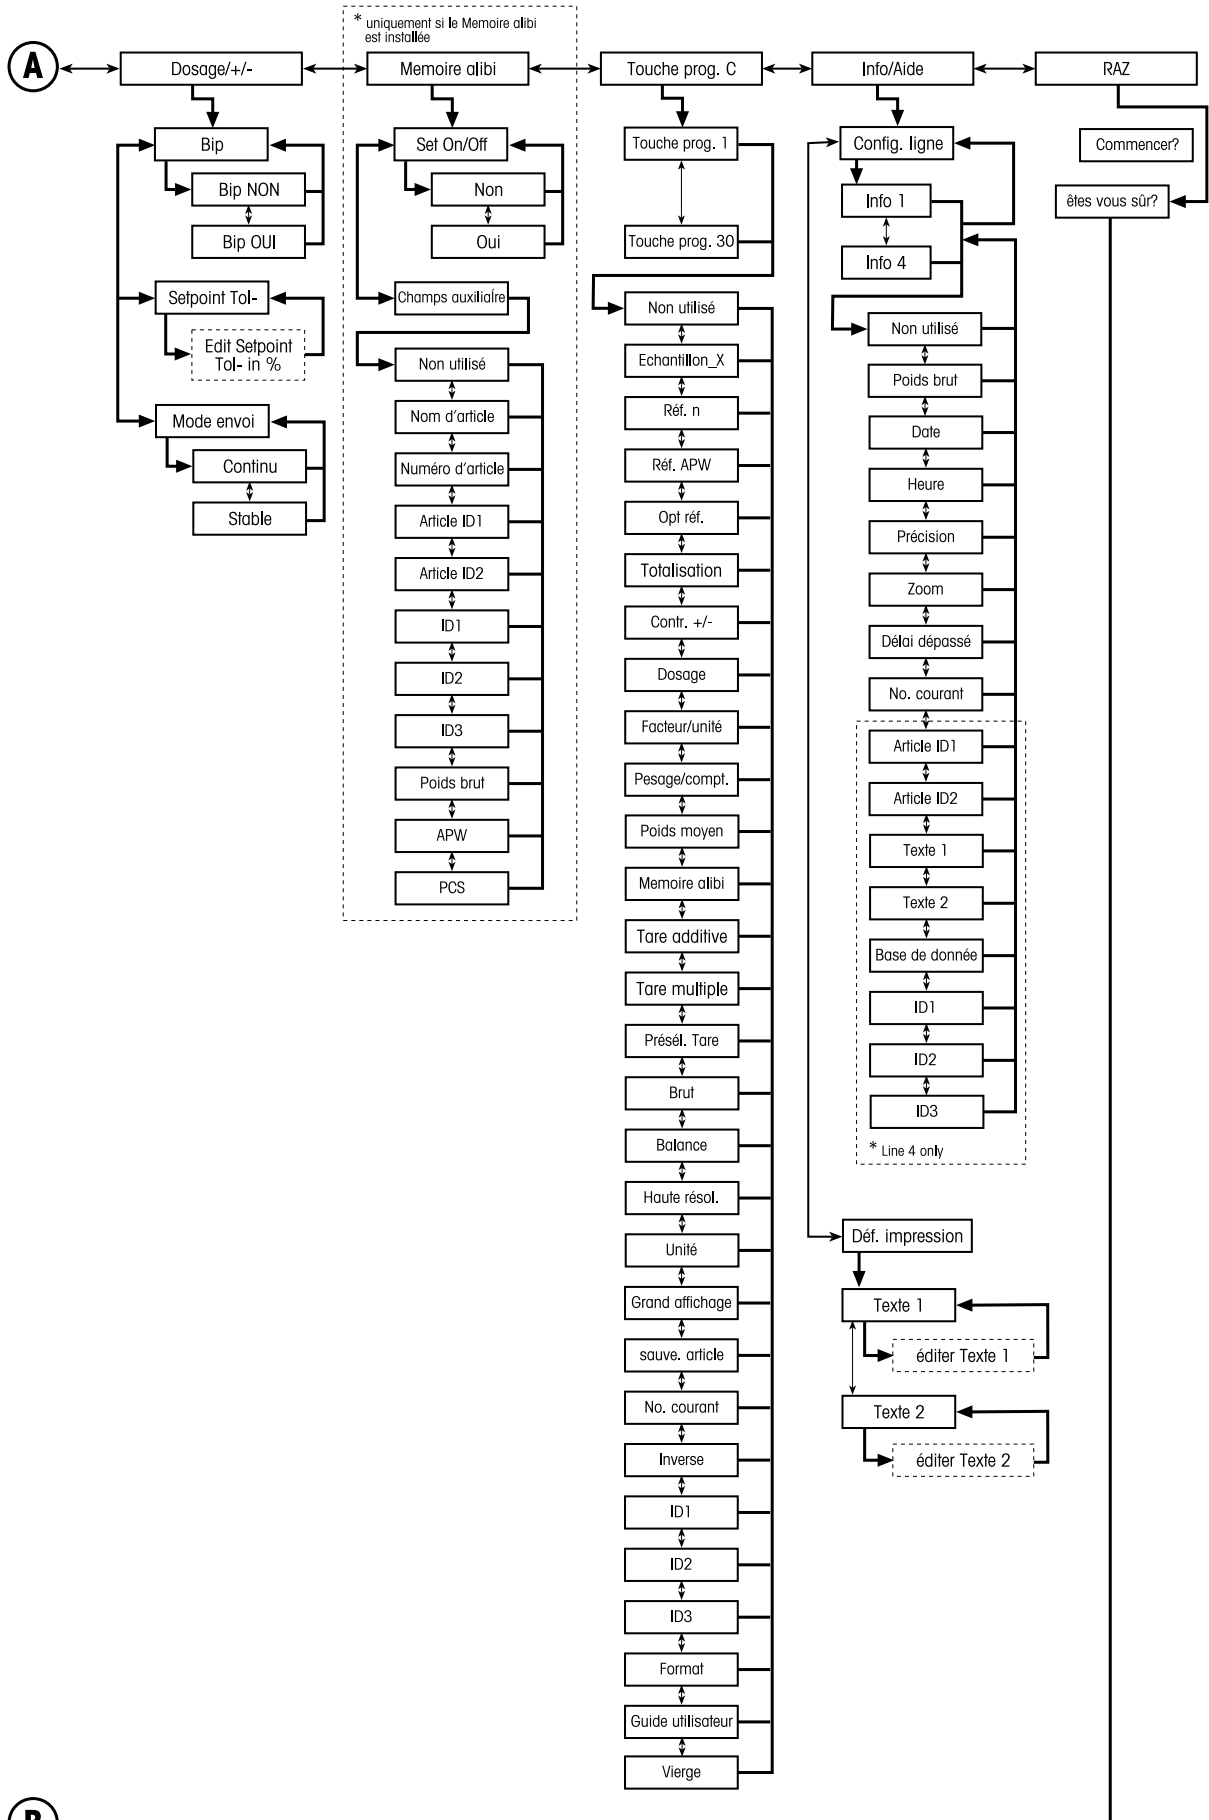 * uniquement si le Memoire alibi
est installée
A
Dosage/+/-
Memoire alibi
Touche prog. C
Info/Aide
RAZ
Bip
Bip NON
Bip OUI
Setpoint Tol-
Edit Setpoint
Tol- in %
Mode envoi
Continu
Stable
Set On/Off
Non
Oui
Champs auxiliaíre
Non utilisé
Nom d'article
Numéro d'article
Article ID1
Article ID2
ID1
ID2
ID3
Poids brut
APW
PCS
Touche prog. 1
Touche prog. 30
Non utilisé
Echantillon_X
Réf. n
Réf. APW
Opt réf.
Totalisation
Contr. +/-
Dosage
Facteur/unité
Pesage/compt.
Poids moyen
Memoire alibi
Tare additive
Tare multiple
Présél. Tare
Brut
Balance
Haute résol.
Unité
Grand affichage
sauve. article
No. courant
Inverse
ID1
ID2
ID3
Format
Guide utilisateur
Vierge
Config. ligne
Info 1
Info 4
Non utilisé
Poids brut
Date
Heure
Précision
Zoom
Délai dépassé
No. courant
Article ID1
Article ID2
Texte 1
Texte 2
Base de donnée
ID1
ID2
ID3
* Line 4 only
Déf. impression
Texte 1
éditer Texte 1
Texte 2
éditer Texte 2
Commencer?
êtes vous sûr?
B